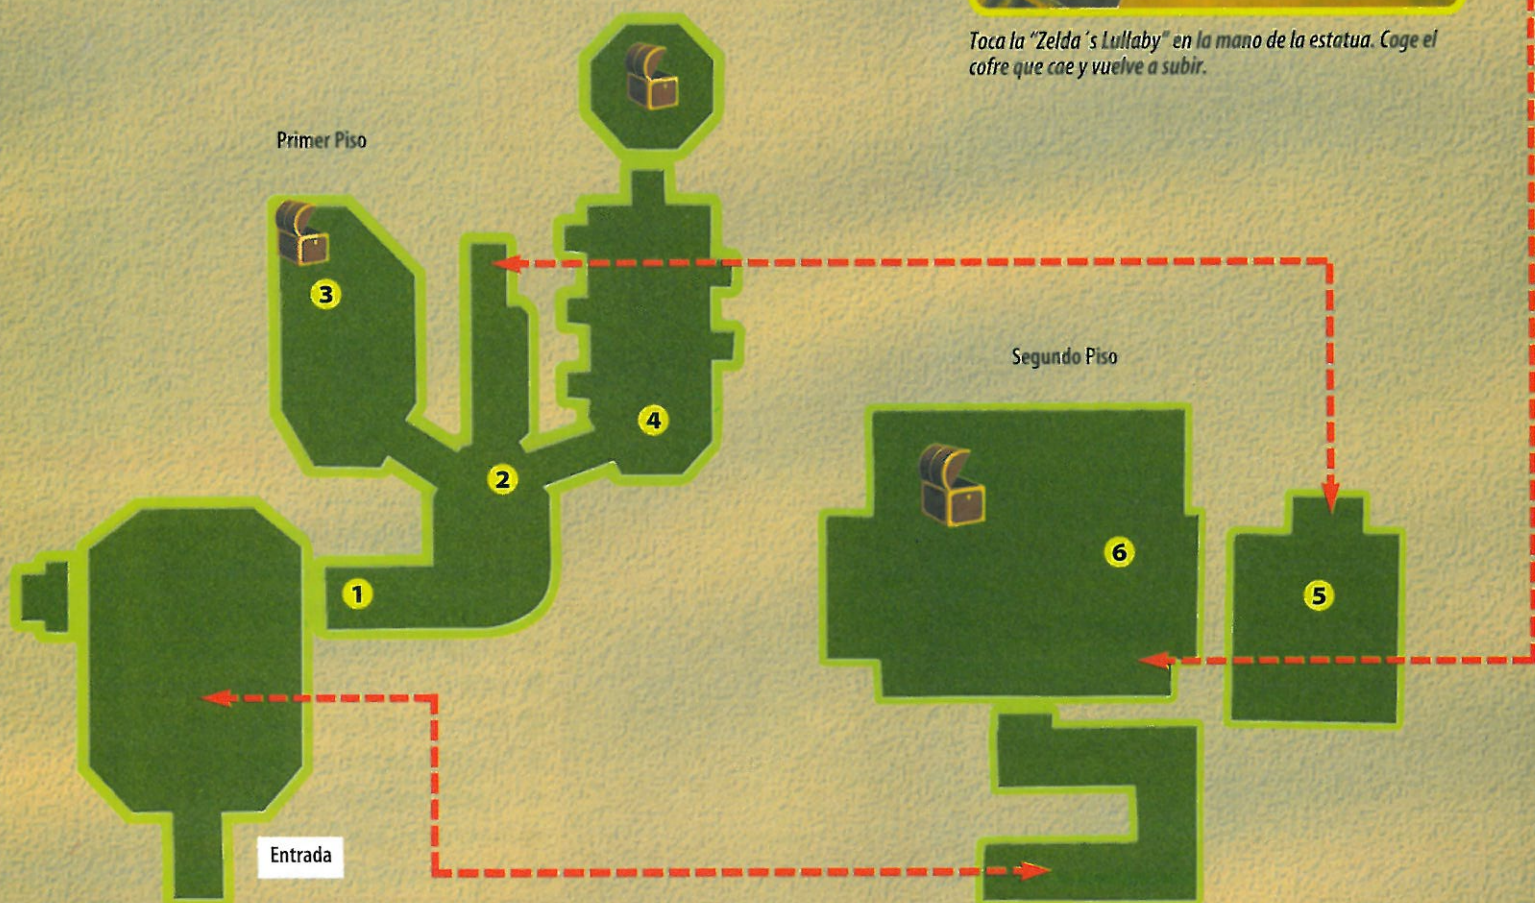 Toca la "Zelda´s Lullaby" en la mano de la estatua. Coge el
cofre que cae y vuelve a subir.
Primer Piso
3
4
2
1
Entrada
Segundo Piso
6
5